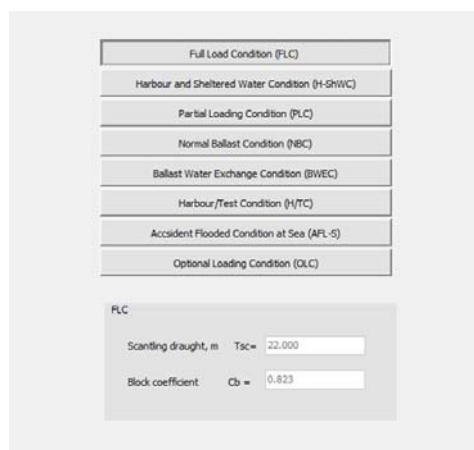 Full Load Condition (FLC)
Harbour and Sheltered Water Condition (H-ShWC)
Partial Loading Condition (PLC)
Normal Ballast Condition (NBC)
Ballast Water Exchange Condition (BWEC)
Harbour/Test Condition (H/TC)
Accsident Flooded Condition at Sea (AFL-S)
Optional Loading Condition (OLC)
FLC
Scantling draught, m Tsc= 22.000
Block coefficient Cb = 0.823